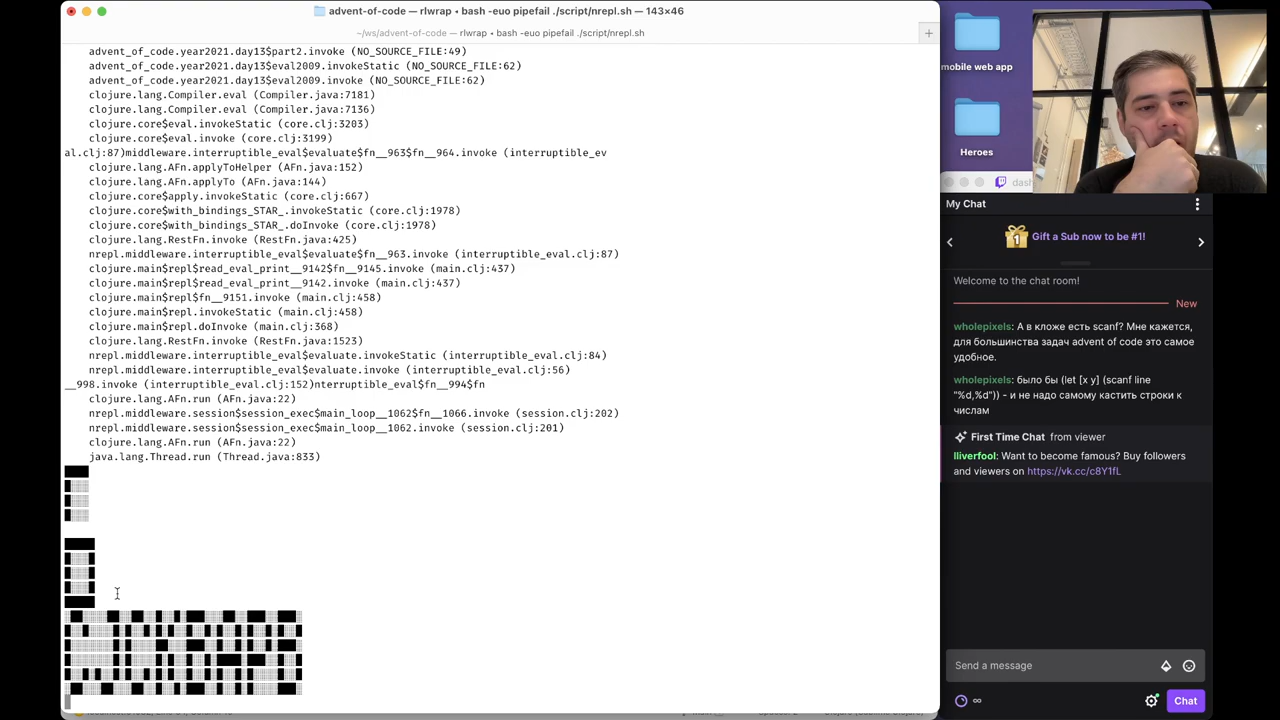 advent-of-code — rlwrap • bash -euo pipefail ./script/nrepl.sh — 143×46
~/ws/advent-of-code — rlwrap • bash -euo pipefail ./script/nrepl.sh
advent_of_code.year2021.day13$part2.invoke (NO_SOURCE_FILE:49)
advent_of_code.year2021.day13$eval2009.invokeStatic (NO_SOURCE_FILE:62)
advent_of_code.year2021.day13$eval2009.invoke (NO_SOURCE_FILE:62)
clojure.lang.Compiler.eval (Compiler.java:7181)
clojure.lang.Compiler.eval (Compiler.java:7136)
clojure.core$eval.invokeStatic (core.clj:3203)
clojure.core$eval.invoke (core.clj:3199)
al.clj:87)middleware.interruptible_eval$evaluate$fn__963$fn__964.invoke (interruptible_ev
clojure.lang.AFn.applyToHelper (AFn.java:152)
clojure.lang.AFn.applyTo (AFn.java:144)
clojure.core$apply.invokeStatic (core.clj:667)
clojure.core$with_bindings_STAR_.invokeStatic (core.clj:1978)
clojure.core$with_bindings_STAR_.doInvoke (core.clj:1978)
clojure.lang.RestFn.invoke (RestFn.java:425)
nrepl.middleware.interruptible_eval$evaluate$fn__963.invoke (interruptible_eval.clj:87)
clojure.main$repl$read_eval_print__9142$fn__9145.invoke (main.clj:437)
clojure.main$repl$read_eval_print__9142.invoke (main.clj:437)
clojure.main$repl$fn__9151.invoke (main.clj:458)
clojure.main$repl.invokeStatic (main.clj:458)
clojure.main$repl.doInvoke (main.clj:368)
clojure.lang.RestFn.invoke (RestFn.java:1523)
nrepl.middleware.interruptible_eval$evaluate.invokeStatic (interruptible_eval.clj:84)
nrepl.middleware.interruptible_eval$evaluate.invoke (interruptible_eval.clj:56)
__998.invoke (interruptible_eval.clj:152)nterruptible_eval$fn__994$fn
clojure.lang.AFn.run (AFn.java:22)
nrepl.middleware.session$session_exec$main_loop__1062$fn__1066.invoke (session.clj:202)
nrepl.middleware.session$session_exec$main_loop__1062.invoke (session.clj:201)
clojure.lang.AFn.run (AFn.java:22)
java.lang.Thread.run (Thread.java:833)
mobile web app
Heroes
dash
My Chat
Gift a Sub now to be #1!
Welcome to the chat room!
New
wholepixels: А в кложе есть scanf? Мне кажется,
для большинства задач advent of code это самое
удобное.
wholepixels: было бы (let [x y] (scanf line
"%d,%d")) - и не надо самому кастить строки к
числам
First Time Chat from viewer
lliverfool: Want to become famous? Buy followers
and viewers on https://vk.cc/c8Y1fL
Send a message
Chat